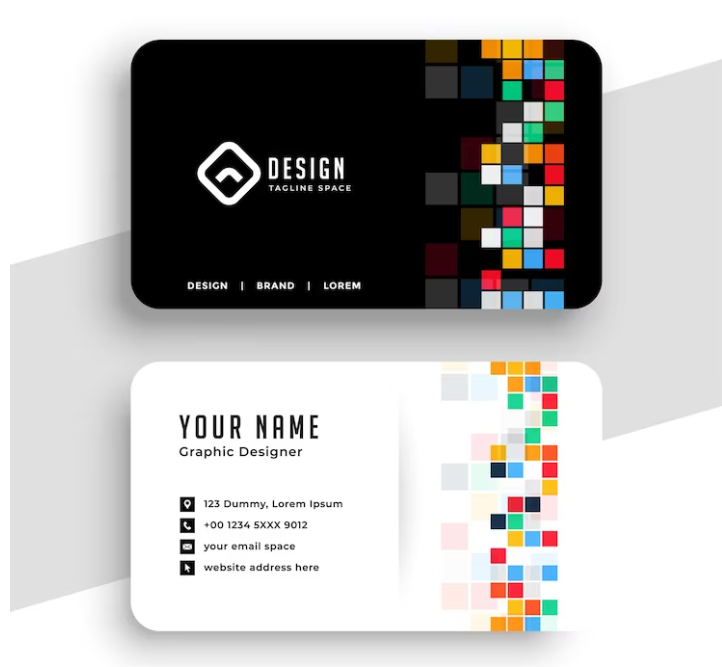 DESIGN
TAGLINE SPACE
DESIGN | BRAND | LOREM
YOUR NAME
Graphic Designer
123 Dummy, Lorem Ipsum
+00 1234 5XXX 9012
your email space
website address here